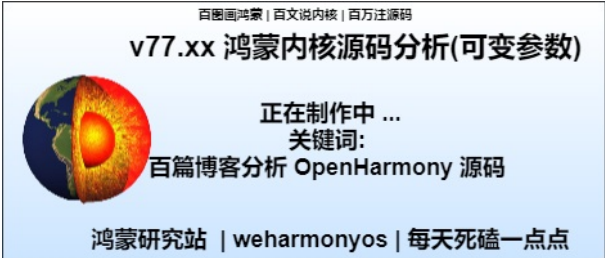 百图画鸿蒙 | 百文说内核 | 百万注源码
v77.xx 鸿蒙内核源码分析(可变参数)
正在制作中 ...
关键词:
百篇博客分析 OpenHarmony 源码
鸿蒙研究站 | weharmonyos | 每天死磕一点点